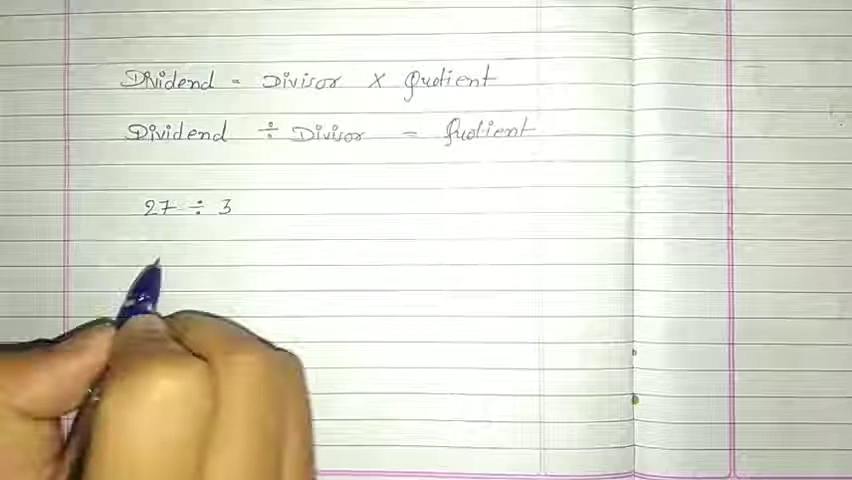 Dividend = Divisor × Quotient
Dividend ÷ Divisor = Quotient
27 ÷ 3